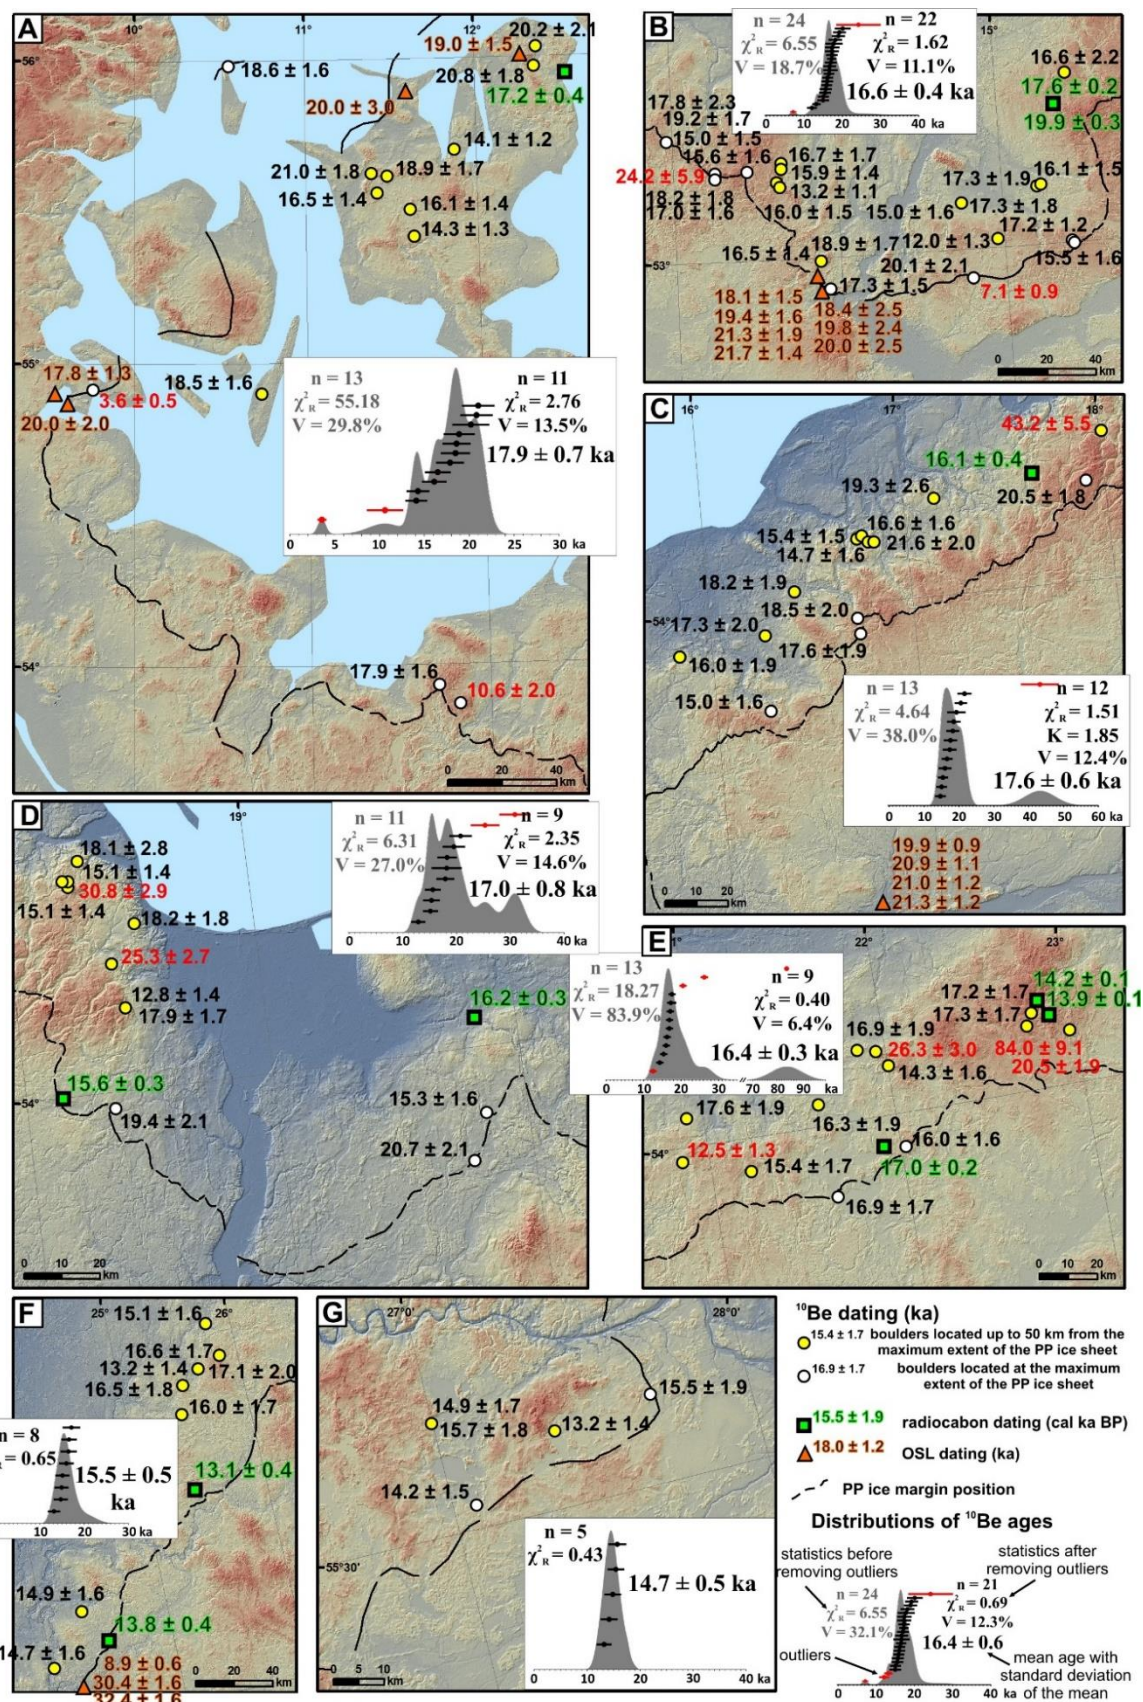 A
10
11
12
56°
55°
54°
20.2 ± 2.1
19.0 ± 1.5
20.8 ± 1.8
17.2 ± 0.4
18.6 ± 1.6
20.0 ± 3.0
14.1 ± 1.2
21.0 ± 1.8
18.9 ± 1.7
16.5 ± 1.4
16.1 ± 1.4
14.3 ± 1.3
17.8 ± 1.3
3.6 ± 0.5
20.0 ± 2.0
18.5 ± 1.6
n = 13
χ²R = 55.18
V = 29.8%
n = 11
χ²R = 2.76
V = 13.5%
17.9 ± 0.7 ka
0 5 10 15 20 25 30 ka
17.9 ± 1.6
10.6 ± 2.0
0 20 40
km
B
15°
53°
n = 24
χ²R = 6.55
V = 18.7%
n = 22
χ²R = 1.62
V = 11.1%
16.6 ± 0.4 ka
0 10 20 30 40 ka
16.6 ± 2.2
17.6 ± 0.2
19.9 ± 0.3
17.8 ± 2.3
19.2 ± 1.7
15.0 ± 1.5
15.6 ± 1.6
24.2 ± 5.9
18.2 ± 1.8
17.0 ± 1.6
16.7 ± 1.7
15.9 ± 1.4
13.2 ± 1.1
16.0 ± 1.5
17.3 ± 1.9
16.1 ± 1.5
15.0 ± 1.6
17.3 ± 1.8
17.2 ± 1.2
18.9 ± 1.7
12.0 ± 1.3
16.5 ± 1.4
20.1 ± 2.1
15.5 ± 1.6
17.3 ± 1.5
7.1 ± 0.9
18.1 ± 1.5
19.4 ± 1.6
21.3 ± 1.9
21.7 ± 1.4
18.4 ± 2.5
19.8 ± 2.4
20.0 ± 2.5
0 20 40
km
C
16°
17°
18°
54°
43.2 ± 5.5
16.1 ± 0.4
20.5 ± 1.8
19.3 ± 2.6
16.6 ± 1.6
15.4 ± 1.5
21.6 ± 2.0
14.7 ± 1.6
18.2 ± 1.9
18.5 ± 2.0
17.3 ± 2.0
17.6 ± 1.9
16.0 ± 1.9
15.0 ± 1.6
n = 13
χ²R = 4.64
V = 38.0%
n = 12
χ²R = 1.51
K = 1.85
V = 12.4%
17.6 ± 0.6 ka
0 10 20 30 40 50 60 ka
19.9 ± 0.9
20.9 ± 1.1
21.0 ± 1.2
21.3 ± 1.2
0 10 20
km
D
19°
54°
18.1 ± 2.8
15.1 ± 1.4
30.8 ± 2.9
15.1 ± 1.4
18.2 ± 1.8
25.3 ± 2.7
12.8 ± 1.4
17.9 ± 1.7
n = 11
χ²R = 6.31
V = 27.0%
n = 9
χ²R = 2.35
V = 14.6%
17.0 ± 0.8 ka
0 10 20 30 40 ka
16.2 ± 0.3
15.6 ± 0.3
19.4 ± 2.1
15.3 ± 1.6
20.7 ± 2.1
0 10 20
km
E
22°
23°
54°
n = 13
χ²R = 18.27
V = 83.9%
n = 9
χ²R = 0.40
V = 6.4%
16.4 ± 0.3 ka
0 10 20 30 70 80 90 ka
14.2 ± 0.1
17.2 ± 1.7
13.9 ± 0.1
17.3 ± 1.7
16.9 ± 1.9
26.3 ± 3.0
84.0 ± 9.1
20.5 ± 1.9
14.3 ± 1.6
17.6 ± 1.9
16.3 ± 1.9
16.0 ± 1.6
12.5 ± 1.3
17.0 ± 0.2
15.4 ± 1.7
16.9 ± 1.7
0 10 20
km
F
25°
26°
15.1 ± 1.6
16.6 ± 1.7
13.2 ± 1.4
17.1 ± 2.0
16.5 ± 1.8
16.0 ± 1.7
n = 8
R = 0.65
15.5 ± 0.5
ka
10 20 30 ka
13.1 ± 0.4
14.9 ± 1.6
13.8 ± 0.4
14.7 ± 1.6
8.9 ± 0.6
30.4 ± 1.6
32.4 ± 1.6
0 20 40
km
G
27°0'
28°0'
55°30'
15.5 ± 1.9
14.9 ± 1.7
15.7 ± 1.8
13.2 ± 1.4
14.2 ± 1.5
n = 5
χ²R = 0.43
14.7 ± 0.5 ka
0 10 20 30 40 ka
0 5 10
km
¹⁰Be dating (ka)
15.4 ± 1.7 boulders located up to 50 km from the
maximum extent of the PP ice sheet
16.9 ± 1.7 boulders located at the maximum
extent of the PP ice sheet
15.5 ± 1.9 radiocabon dating (cal ka BP)
18.0 ± 1.2 OSL dating (ka)
PP ice margin position
Distributions of ¹⁰Be ages
statistics before
removing outliers
statistics after
removing outliers
n = 24
χ²R = 6.55
V = 32.1%
n = 21
χ²R = 0.69
V = 12.3%
16.4 ± 0.6
outliers
mean age with
standard deviation
of the mean
0 10 20 30 40 ka